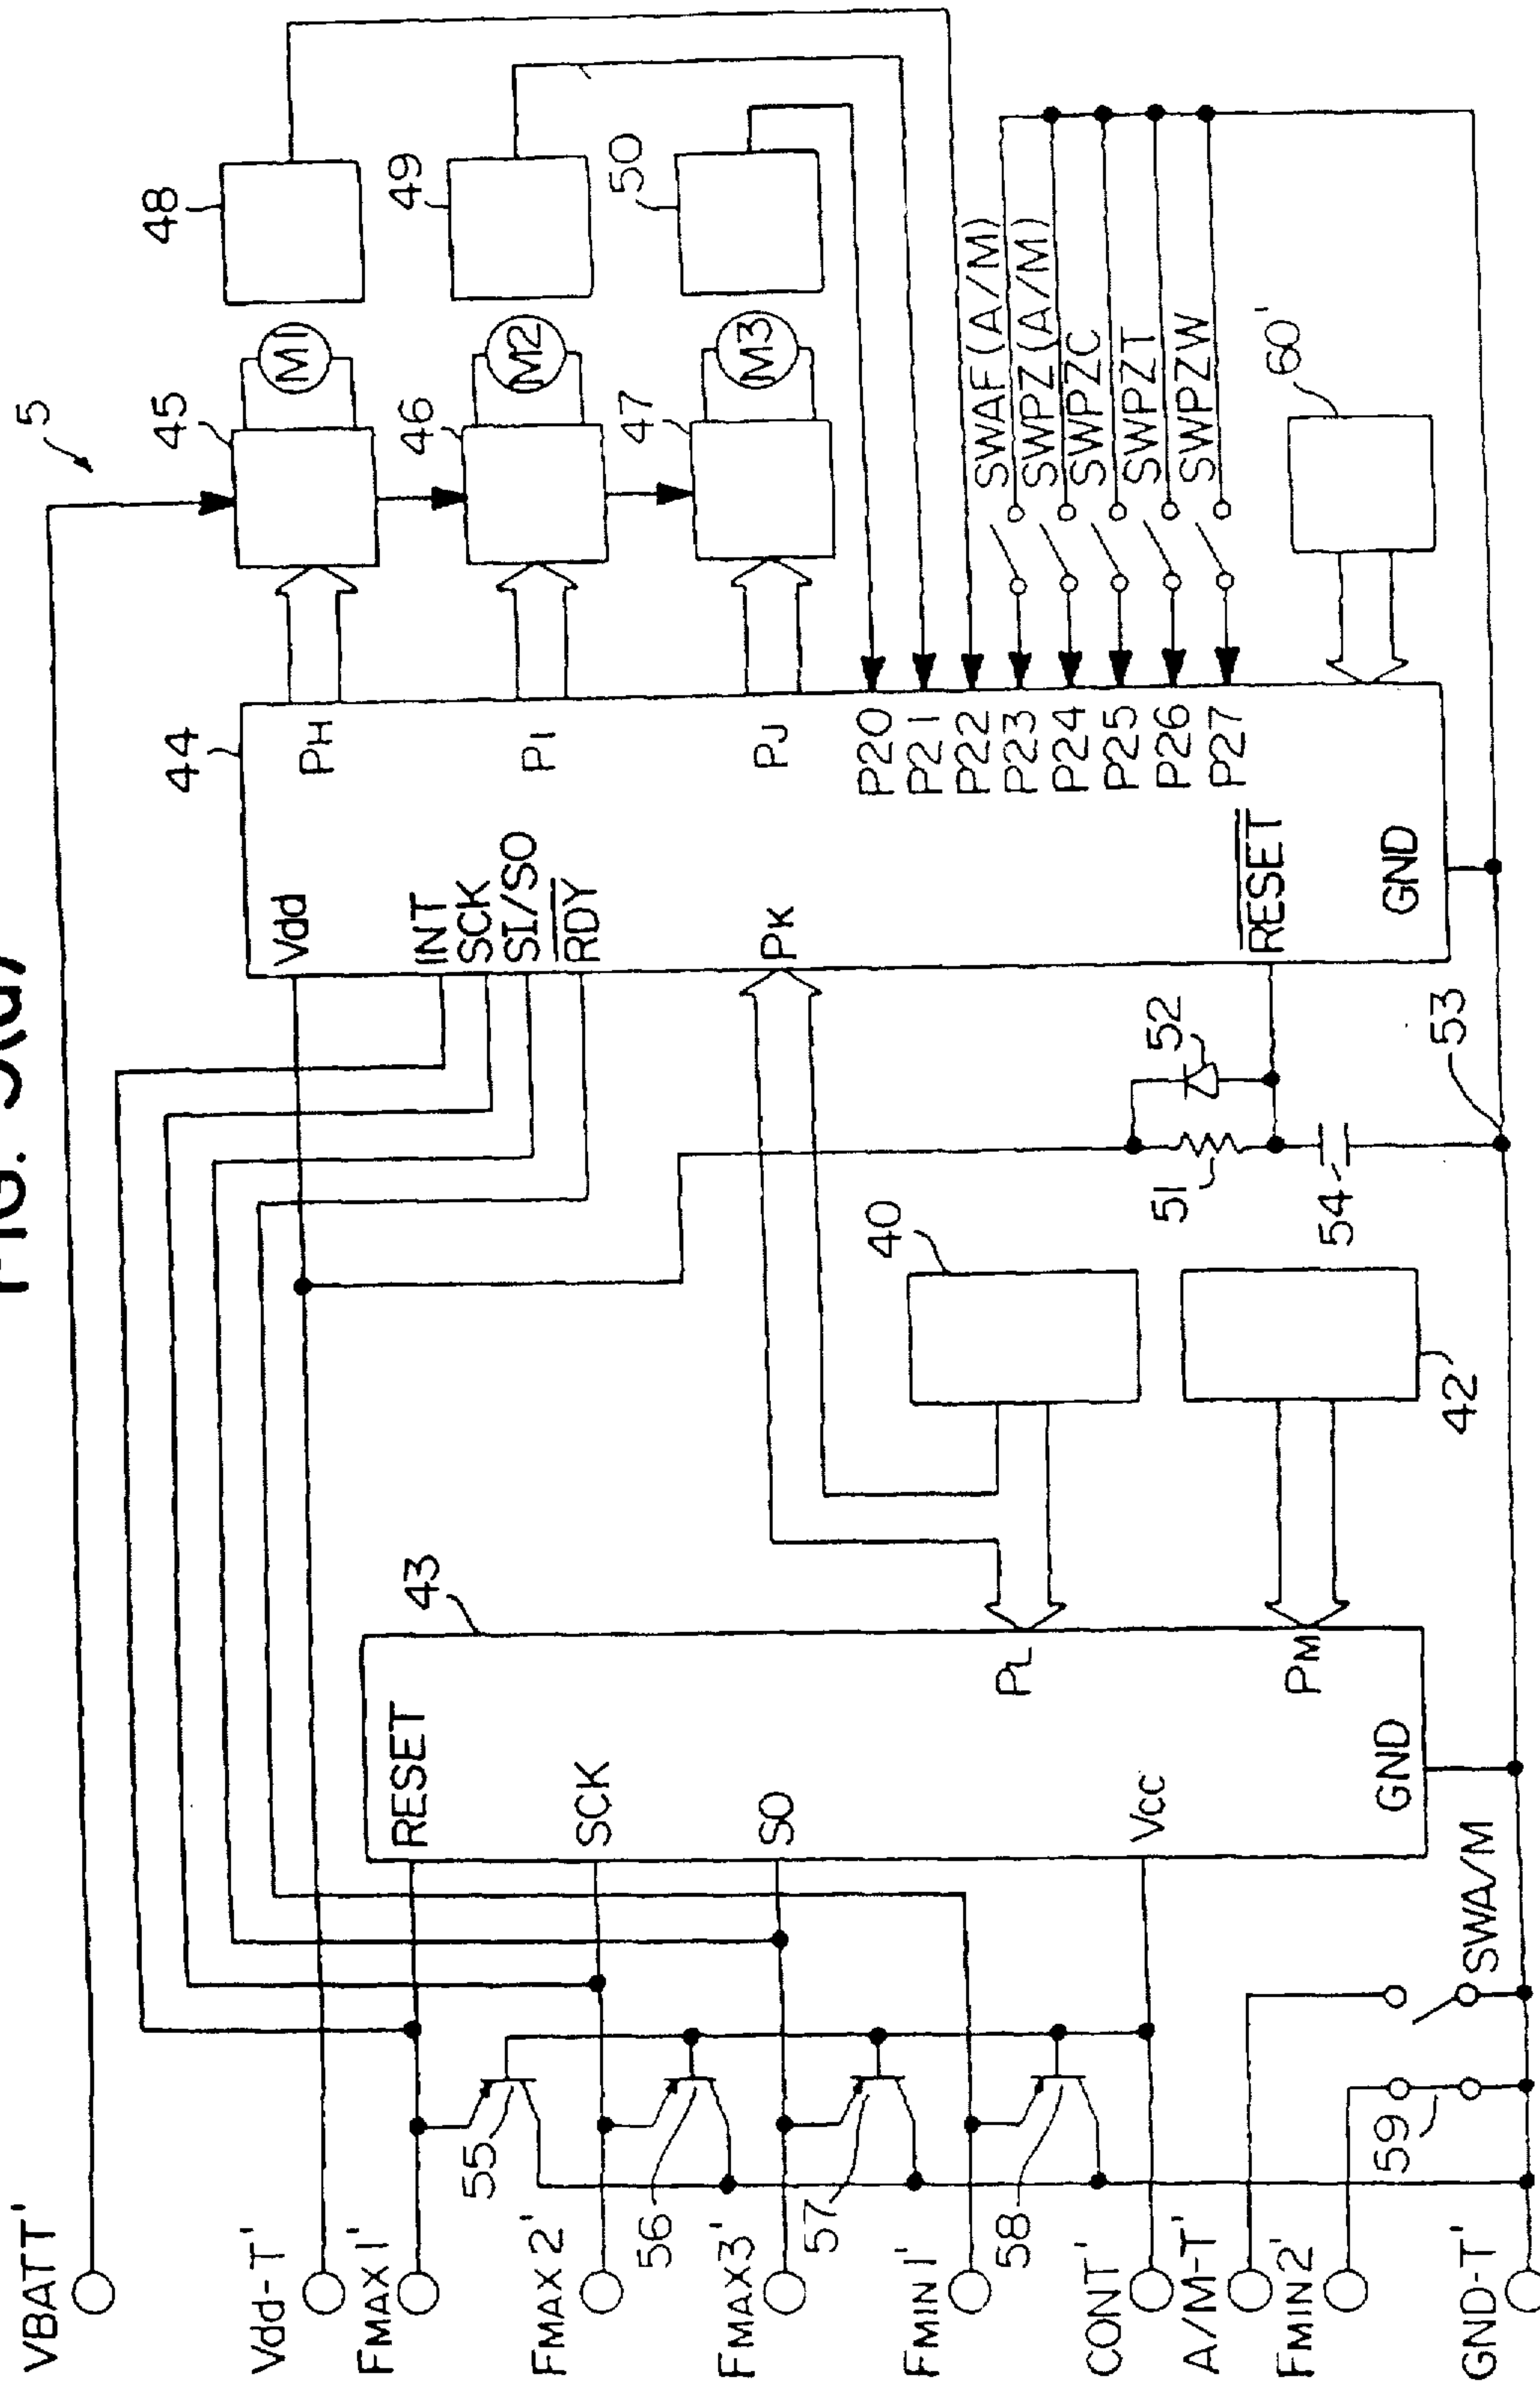 5
VBATT'
Vdd-T'
FMAX1'
FMAX2'
FMAX3'
FMIN1'
CONT'
A/M-T'
FMIN2'
GND-T'
55
56
57
58
59
SWA/M
43
RESET
SCK
SO
Vcc
GND
PL
PM
40
42
51
52
54
53
44
Vdd
INT
SCK
SI/SO
RDY
PK
RESET
GND
PH
PI
PJ
P20
P21
P22
P23
P24
P25
P26
P27
45
46
47
M1
M2
M3
48
49
50
SWAF(A/M)
SWPZ(A/M)
SWPZC
SWPZT
SWPZW
60'